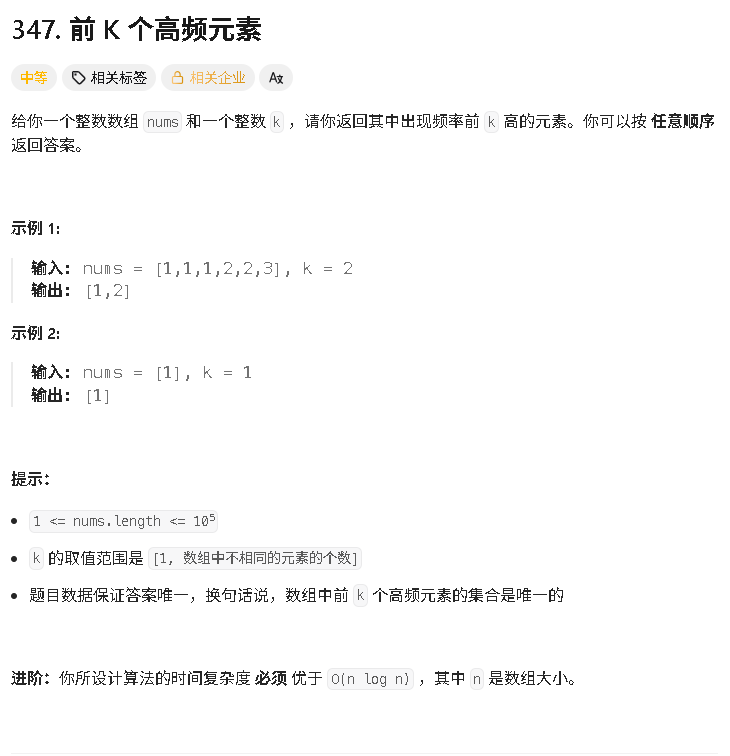 347. 前 K 个高频元素
中等 相关标签 相关企业 Aあ
给你一个整数数组 nums 和一个整数 k ，请你返回其中出现频率前 k 高的元素。你可以按 任意顺序
返回答案。
示例 1:
输入: nums = [1,1,1,2,2,3], k = 2
输出: [1,2]
示例 2:
输入: nums = [1], k = 1
输出: [1]
提示：
1 <= nums.length <= 10⁵
k 的取值范围是 [1, 数组中不相同的元素的个数]
题目数据保证答案唯一，换句话说，数组中前 k 个高频元素的集合是唯一的
进阶：你所设计算法的时间复杂度 必须 优于 O(n log n) ，其中 n 是数组大小。